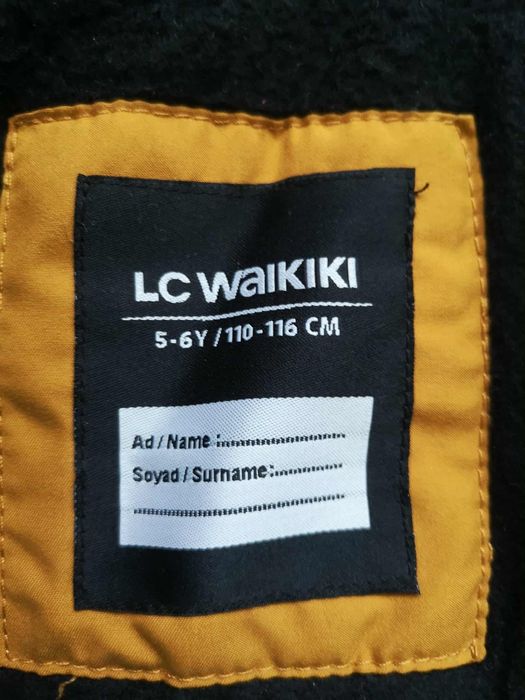 LC WAIKIKI
5-6Y / 110-116 CM
Ad / Name :....................
Soyad / Surname:...............
...................................